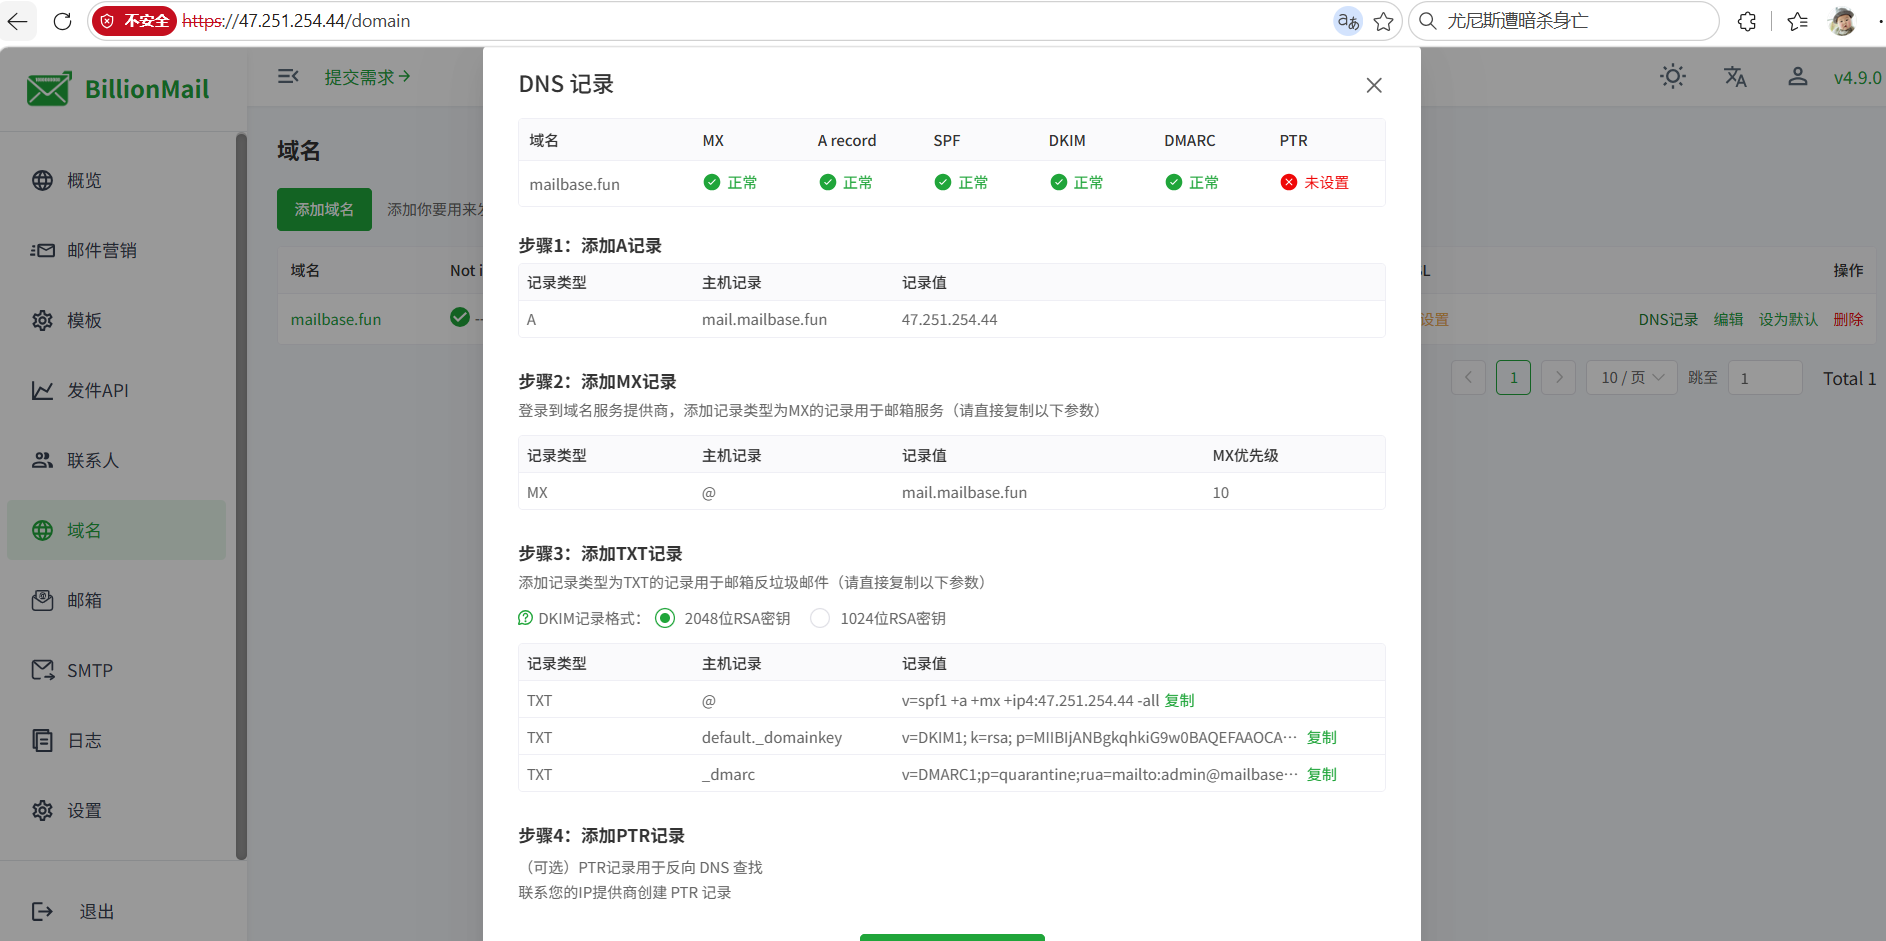 不安全 https://47.251.254.44/domain
尤尼斯遭暗杀身亡
BillionMail
提交需求
v4.9.0
概览
邮件营销
模板
发件API
联系人
域名
邮箱
SMTP
日志
设置
退出
域名
添加域名 添加你要用来
域名 Not i
mailbase.fun --
操作
设置 DNS记录 编辑 设为默认 删除
1 10 / 页 跳至 1 Total 1
DNS 记录
域名 MX A record SPF DKIM DMARC PTR
mailbase.fun 正常 正常 正常 正常 正常 未设置
步骤1：添加A记录
记录类型 主机记录 记录值
A mail.mailbase.fun 47.251.254.44
步骤2：添加MX记录
登录到域名服务提供商，添加记录类型为MX的记录用于邮箱服务（请直接复制以下参数）
记录类型 主机记录 记录值 MX优先级
MX @ mail.mailbase.fun 10
步骤3：添加TXT记录
添加记录类型为TXT的记录用于邮箱反垃圾邮件（请直接复制以下参数）
DKIM记录格式： 2048位RSA密钥 1024位RSA密钥
记录类型 主机记录 记录值
TXT @ v=spf1 +a +mx +ip4:47.251.254.44 -all 复制
TXT default._domainkey v=DKIM1; k=rsa; p=MIIBIjANBgkqhkiG9w0BAQEFAAOCA··· 复制
TXT _dmarc v=DMARC1;p=quarantine;rua=mailto:admin@mailbase··· 复制
步骤4：添加PTR记录
（可选）PTR记录用于反向 DNS 查找
联系您的IP提供商创建 PTR 记录